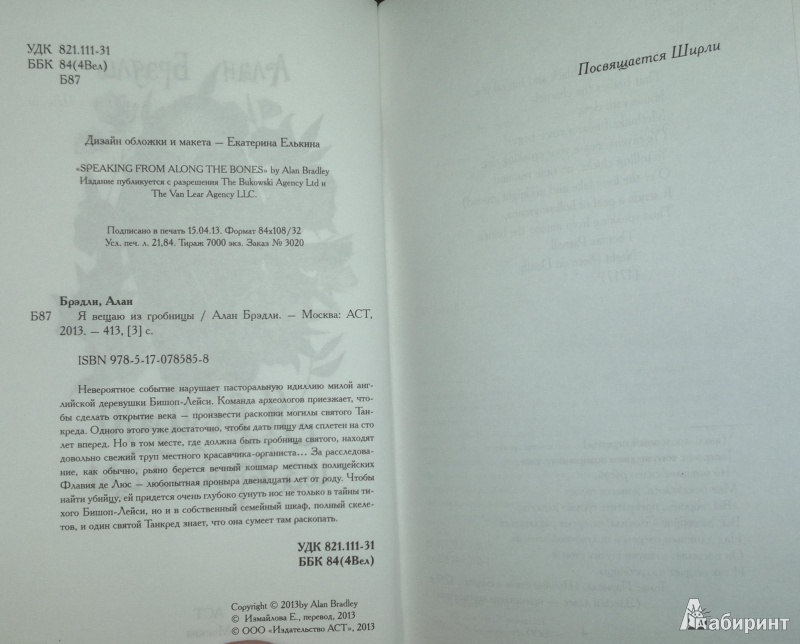 УДК 821.111-31
ББК 84(4Вел)
Б87
Дизайн обложки и макета — Екатерина Елькина
«SPEAKING FROM ALONG THE BONES» by Alan Bradley
Издание публикуется с разрешения The Bukowski Agency Ltd и
The Van Lear Agency LLC.
Подписано в печать 15.04.13. Формат 84x108/32
Усл. печ. л. 21,84. Тираж 7000 экз. Заказ № 3020
Брэдли, Алан
Б87 Я вещаю из гробницы / Алан Брэдли. — Москва: АСТ,
2013. — 413, [3] с.
ISBN 978-5-17-078585-8
Невероятное событие нарушает пасторальную идиллию милой анг-
лийской деревушки Бишоп-Лейси. Команда археологов приезжает, что-
бы сделать открытие века — произвести раскопки могилы святого Тан-
креда. Одного этого уже достаточно, чтобы дать пищу для сплетен на сто
лет вперед. Но в том месте, где должна быть гробница святого, находят
довольно свежий труп местного красавчика-органиста... За расследова-
ние, как обычно, рьяно берется вечный кошмар местных полицейских
Флавия де Люс — любопытная проныра двенадцати лет от роду. Чтобы
найти убийцу, ей придется очень глубоко сунуть нос не только в тайны ти-
хого Бишоп-Лейси, но и в собственный семейный шкаф, полный скеле-
тов, и один святой Танкред знает, что она сумеет там раскопать.
УДК 821.111-31
ББК 84(4Вел)
Copyright © 2013by Alan Bradley
© Измайлова Е., перевод, 2013
© ООО «Издательство АСТ», 2013
Посвящается Ширли
Лабиринт